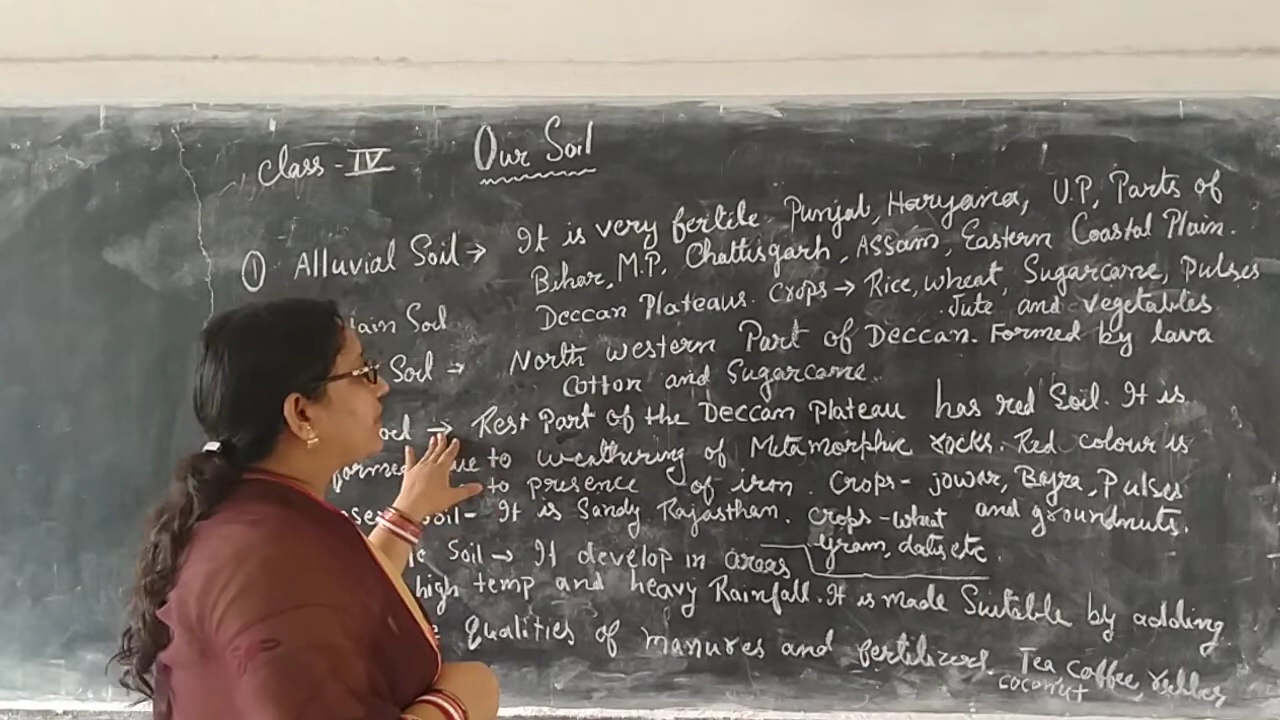 Class - IV Our Soil
① Alluvial Soil → It is very fertile. Punjab, Haryana, U.P, Parts of
Bihar, M.P, Chattisgarh, Assam, Eastern Coastal Plain.
Deccan Plateaus. Crops → Rice, wheat, Sugarcane, Pulses
Jute and vegetables
Soil
Soil → North western Part of Deccan. Formed by lava
Cotton and Sugarcane.
→ Rest Part of the Deccan Plateau has red Soil. It is
to weathering of Metamorphic rocks. Red colour is
to presence of iron. Crops - jowar, Bajra, Pulses
and groundnuts.
It is Sandy Rajasthan. Crops - wheat
gram, dates etc.
Soil → It develop in areas
high temp and heavy Rainfall. It is made Suitable by adding
Qualities of manures and fertilizers. Tea coffee, rubber
coconut